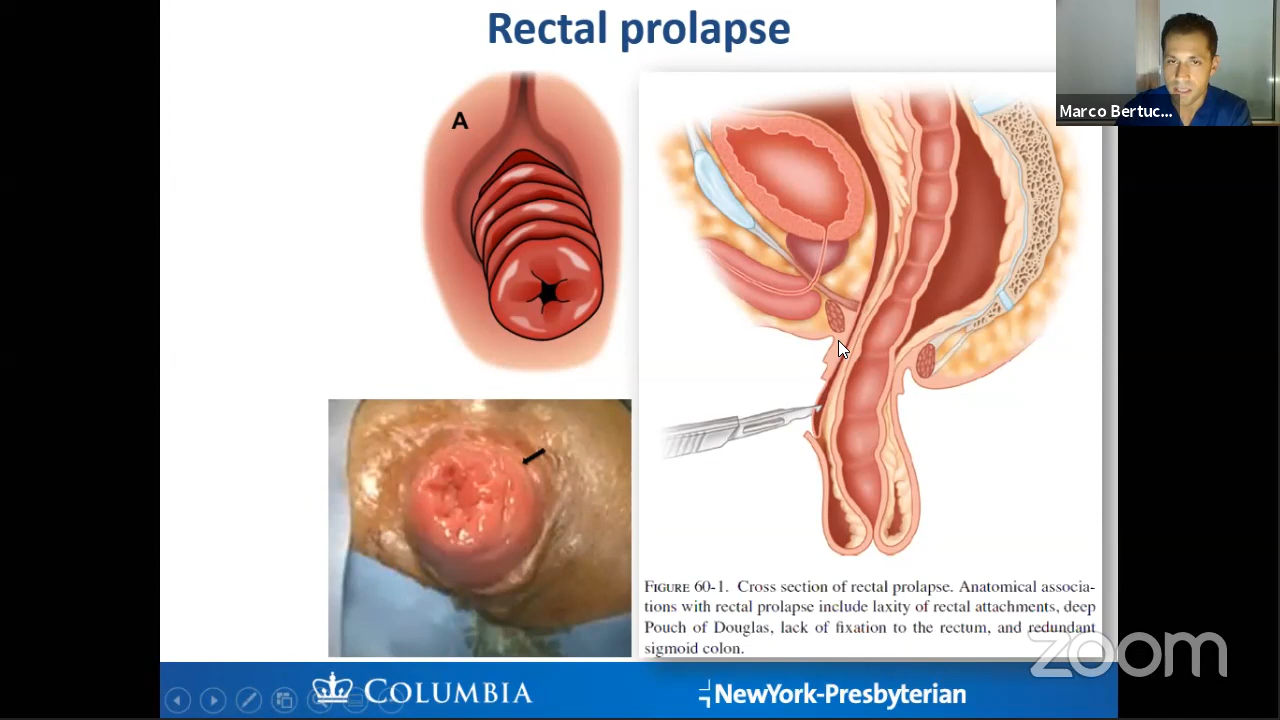 Rectal prolapse
Marco Bertuc...
A
FIGURE 60-1. Cross section of rectal prolapse. Anatomical associa-
tions with rectal prolapse include laxity of rectal attachments, deep
Pouch of Douglas, lack of fixation to the rectum, and redundant
sigmoid colon.
zoom
COLUMBIA
NewYork-Presbyterian